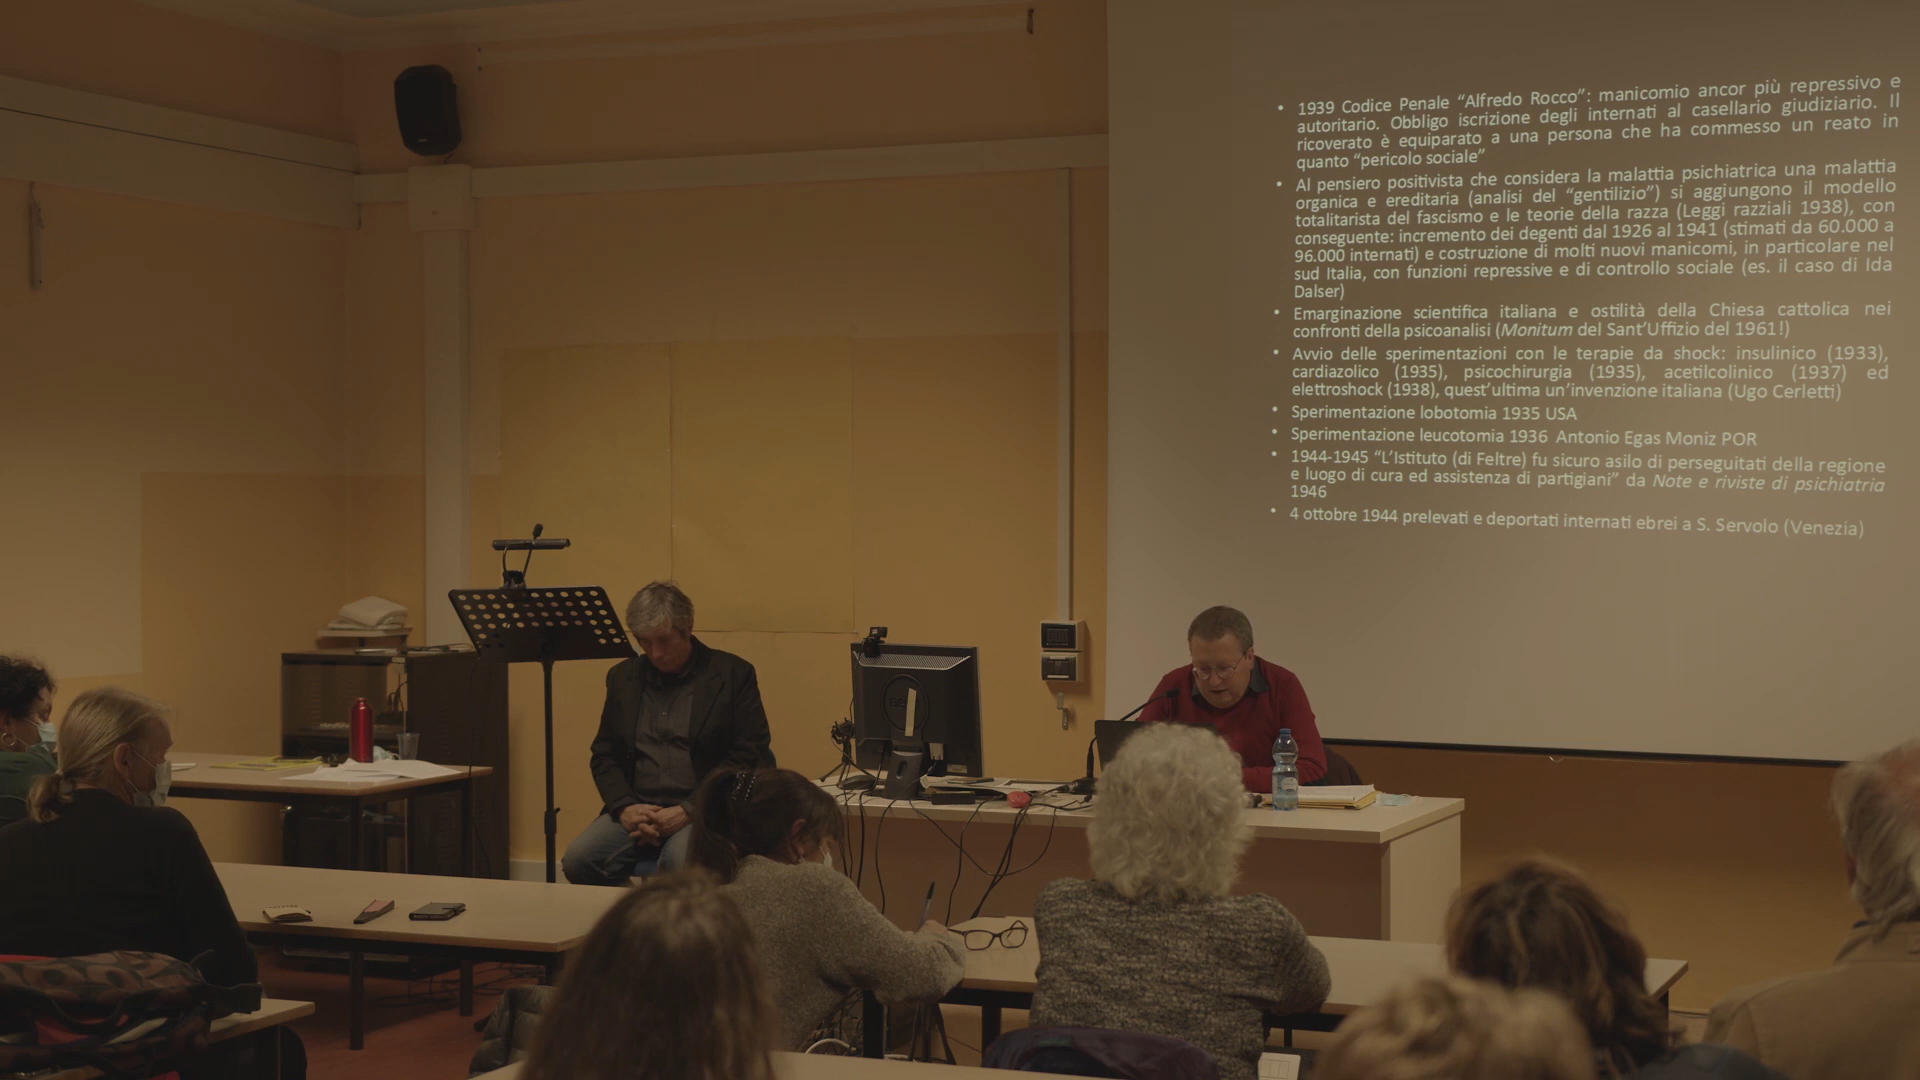 • 1939 Codice Penale “Alfredo Rocco”: manicomio ancor più repressivo e
autoritario. Obbligo iscrizione degli internati al casellario giudiziario. Il
ricoverato è equiparato a una persona che ha commesso un reato in
quanto “pericolo sociale”
• Al pensiero positivista che considera la malattia psichiatrica una malattia
organica e ereditaria (analisi del “gentilizio”) si aggiungono il modello
totalitarista del fascismo e le teorie della razza (Leggi razziali 1938), con
conseguente: incremento dei degenti dal 1926 al 1941 (stimati da 60.000 a
96.000 internati) e costruzione di molti nuovi manicomi, in particolare nel
sud Italia, con funzioni repressive e di controllo sociale (es. il caso di Ida
Dalser)
• Emarginazione scientifica italiana e ostilità della Chiesa cattolica nei
confronti della psicoanalisi (Monitum del Sant’Uffizio del 1961!)
• Avvio delle sperimentazioni con le terapie da shock: insulinico (1933),
cardiazolico (1935), psicochirurgia (1935), acetilcolinico (1937) ed
elettroshock (1938), quest’ultima un’invenzione italiana (Ugo Cerletti)
• Sperimentazione lobotomia 1935 USA
• Sperimentazione leucotomia 1936 Antonio Egas Moniz POR
• 1944-1945 “L’Istituto (di Feltre) fu sicuro asilo di perseguitati della regione
e luogo di cura ed assistenza di partigiani” da Note e riviste di psichiatria
1946
• 4 ottobre 1944 prelevati e deportati internati ebrei a S. Servolo (Venezia)